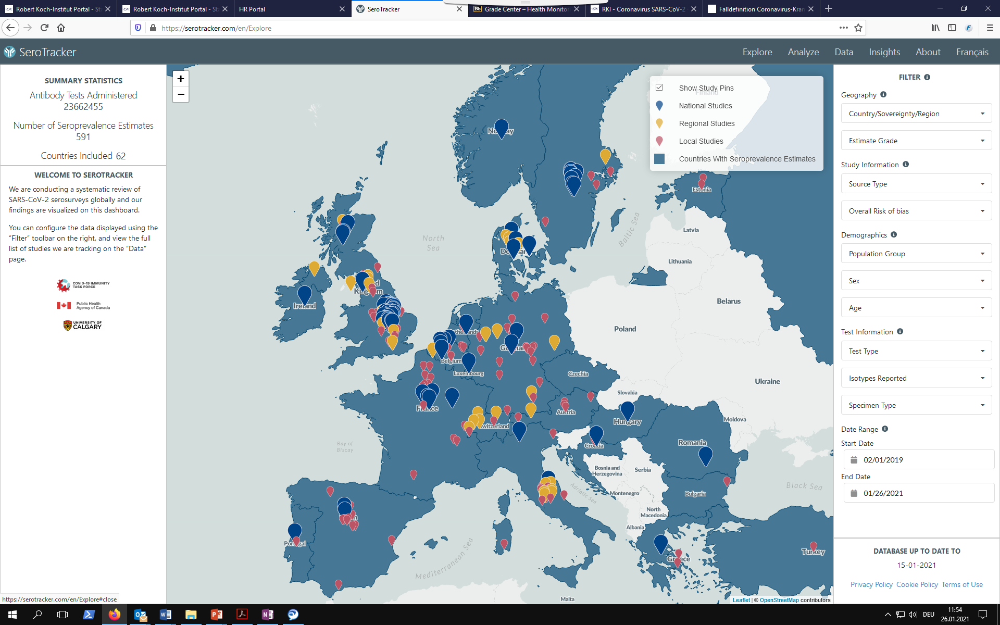 Robert Koch-Institut Portal - St
Robert Koch-Institut Portal - St
HR Portal
SeroTracker
Bb Grade Center – Health Monitor
RKI - Coronavirus SARS-CoV-2
Falldefinition Coronavirus-Kran
https://serotracker.com/en/Explore
SeroTracker
Explore
Analyze
Data
Insights
About
Français
SUMMARY STATISTICS
Antibody Tests Administered
23662455
Number of Seroprevalence Estimates
591
Countries Included 62
WELCOME TO SEROTRACKER
We are conducting a systematic review of
SARS-CoV-2 serosurveys globally and our
findings are visualized on this dashboard.
You can configure the data displayed using the
“Filter” toolbar on the right, and view the full
list of studies we are tracking on the “Data”
page.
COVID-19 IMMUNITY
TASK FORCE
Public Health
Agency of Canada
UNIVERSITY OF
CALGARY
https://serotracker.com/en/Explore#close
+
−
Show Study Pins
Finland
National Studies
Regional Studies
Local Studies
Countries With Seroprevalence Estimates
Estonia
Latvia
Lithuania
Baltic Sea
North
Sea
Belarus
Poland
Ireland
Belgium
Luxembourg
Czechia
Ukraine
Slovakia
Austria
Moldova
Hungary
Switzerland
Romania
Croatia
Bay of
Biscay
Bosnia and
Herzegovina
Serbia
Adriatic Sea
Montenegro
Bulgaria
Black Sea
North
Macedonia
Albania
Greece
Turkey
Mediterranean Sea
Malta
Leaflet | © OpenStreetMap contributors
FILTER
Geography
Country/Sovereignty/Region
Estimate Grade
Study Information
Source Type
Overall Risk of bias
Demographics
Population Group
Sex
Age
Test Information
Test Type
Isotypes Reported
Specimen Type
Date Range
Start Date
02/01/2019
End Date
01/26/2021
DATABASE UP TO DATE TO
15-01-2021
Privacy Policy Cookie Policy Terms of Use
DEU
11:54
26.01.2021